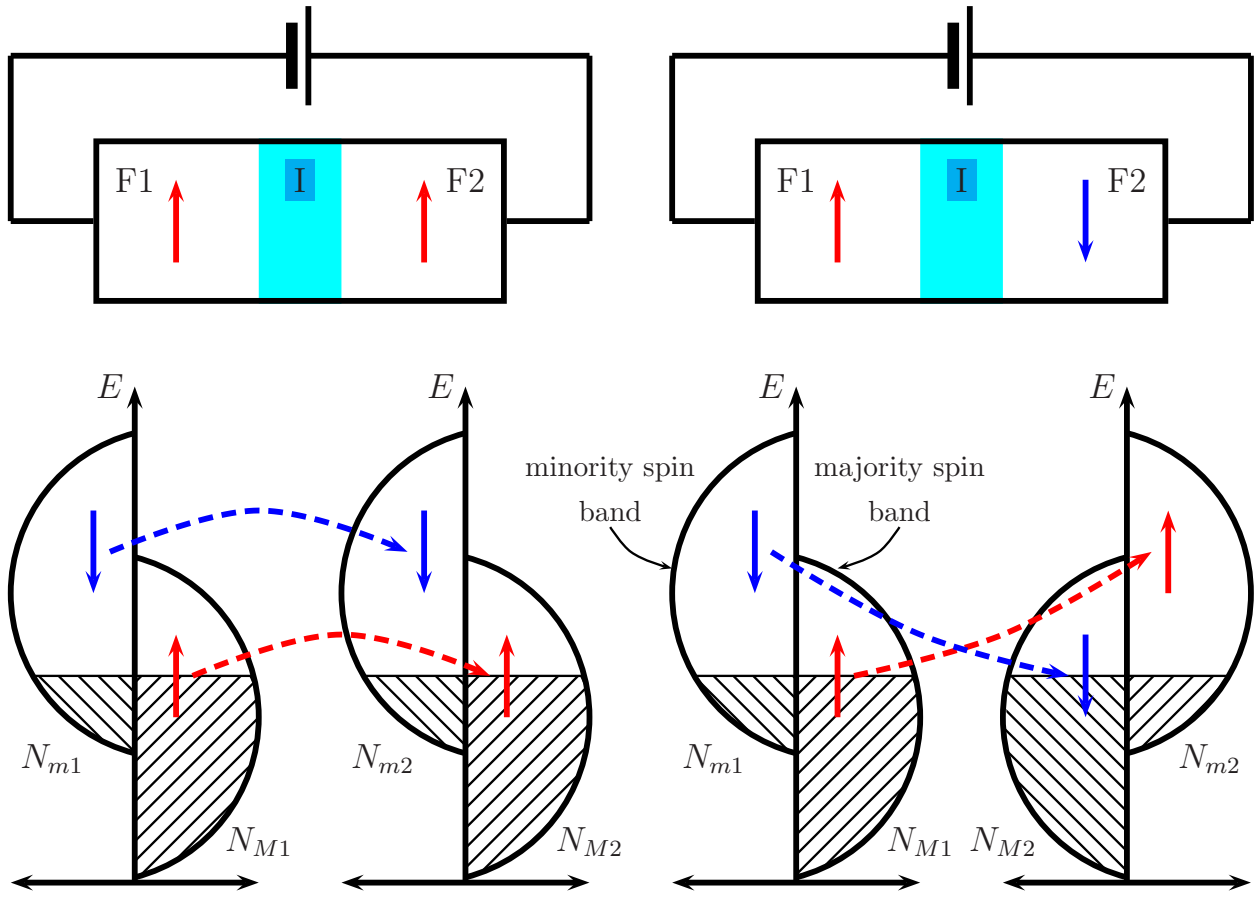 F1 I F2
F1 I F2
E
E
E
E
minority spin
band
majority spin
band
N_{m1}
N_{m2}
N_{m1}
N_{m2}
N_{M1}
N_{M2}
N_{M1}
N_{M2}